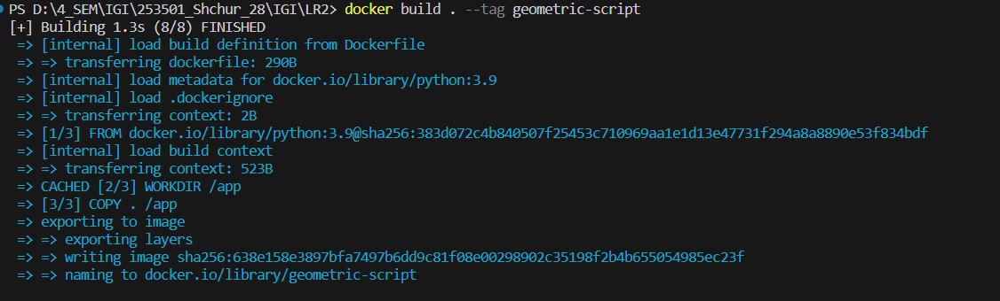 PS D:\4_SEM\IGI\253501_Shchur_28\IGI\LR2> docker build . --tag geometric-script
[+] Building 1.3s (8/8) FINISHED
=> [internal] load build definition from Dockerfile
=> => transferring dockerfile: 290B
=> [internal] load metadata for docker.io/library/python:3.9
=> [internal] load .dockerignore
=> => transferring context: 2B
=> [1/3] FROM docker.io/library/python:3.9@sha256:383d072c4b840507f25453c710969aa1e1d13e47731f294a8a8890e53f834bdf
=> [internal] load build context
=> => transferring context: 523B
=> CACHED [2/3] WORKDIR /app
=> [3/3] COPY . /app
=> exporting to image
=> => exporting layers
=> => writing image sha256:638e158e3897bfa7497b6dd9c81f08e00298902c35198f2b4b655054985ec23f
=> => naming to docker.io/library/geometric-script